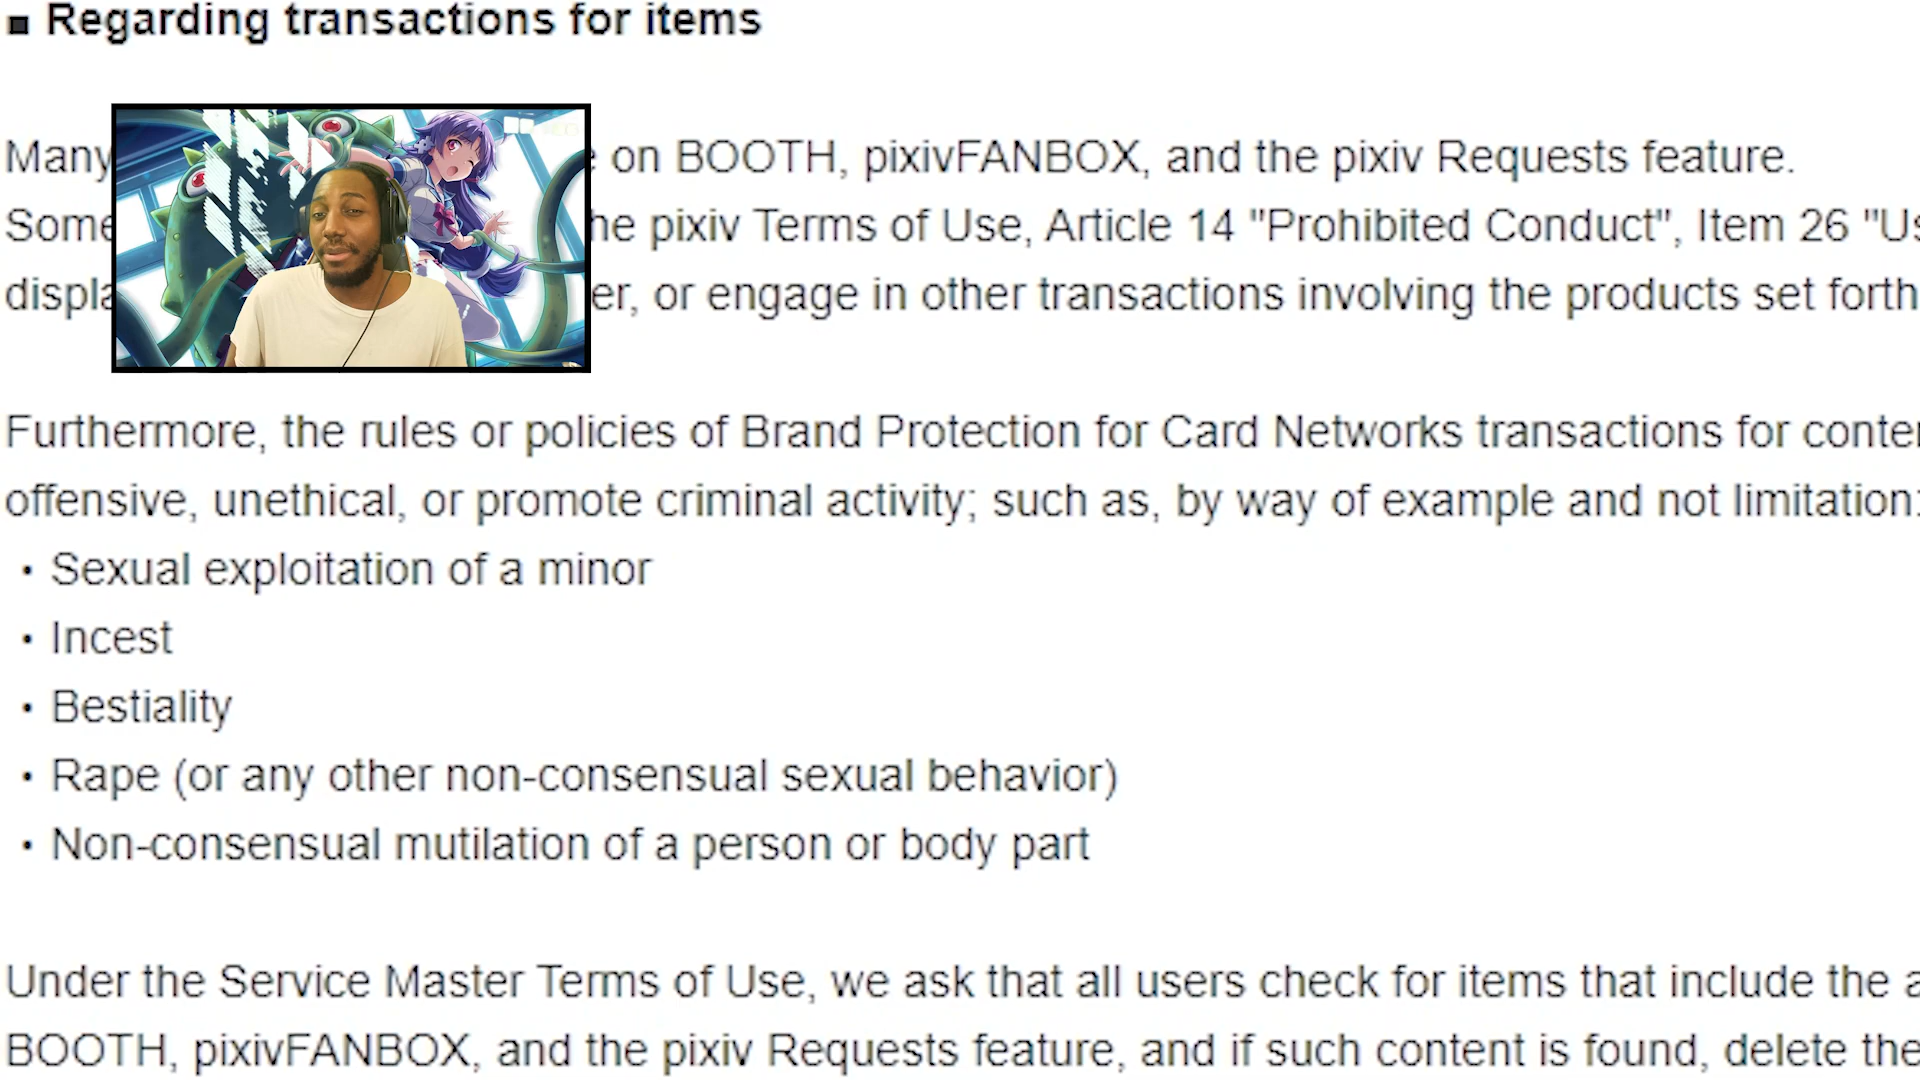 ■ Regarding transactions for items
Many on BOOTH, pixivFANBOX, and the pixiv Requests feature.
Some he pixiv Terms of Use, Article 14 "Prohibited Conduct", Item 26 "Us
displa er, or engage in other transactions involving the products set forth
Furthermore, the rules or policies of Brand Protection for Card Networks transactions for conte
offensive, unethical, or promote criminal activity; such as, by way of example and not limitation:
・Sexual exploitation of a minor
・Incest
・Bestiality
・Rape (or any other non-consensual sexual behavior)
・Non-consensual mutilation of a person or body part
Under the Service Master Terms of Use, we ask that all users check for items that include the a
BOOTH, pixivFANBOX, and the pixiv Requests feature, and if such content is found, delete the